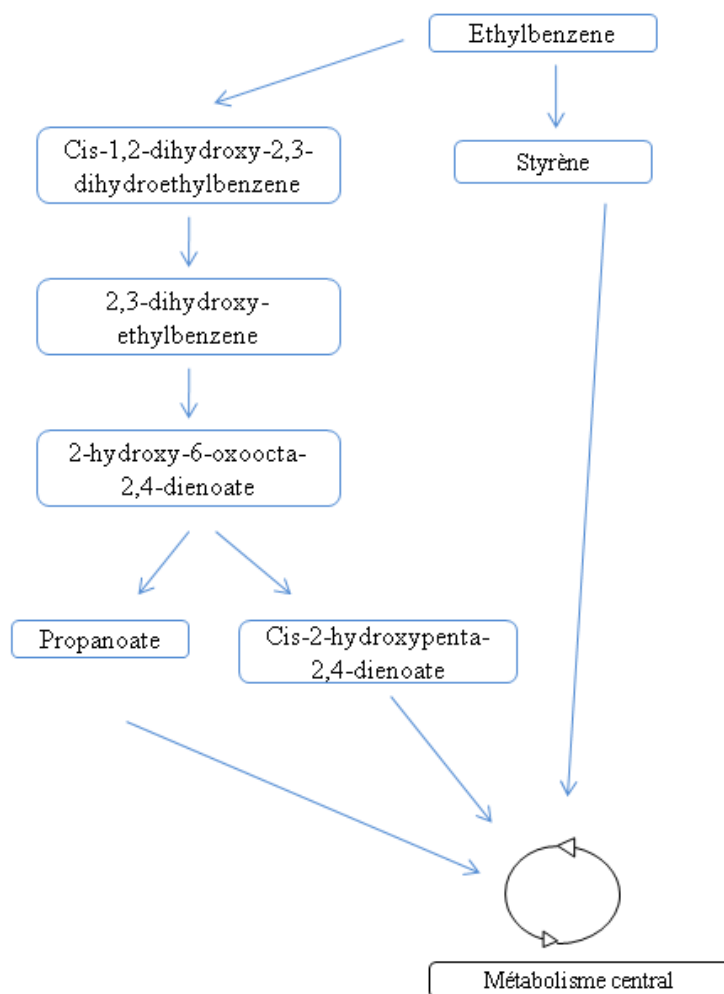 Ethylbenzene
Cis-1,2-dihydroxy-2,3-
dihydroethylbenzene
Styrène
2,3-dihydroxy-
ethylbenzene
2-hydroxy-6-oxoocta-
2,4-dienoate
Propanoate
Cis-2-hydroxypenta-
2,4-dienoate
Métabolisme central